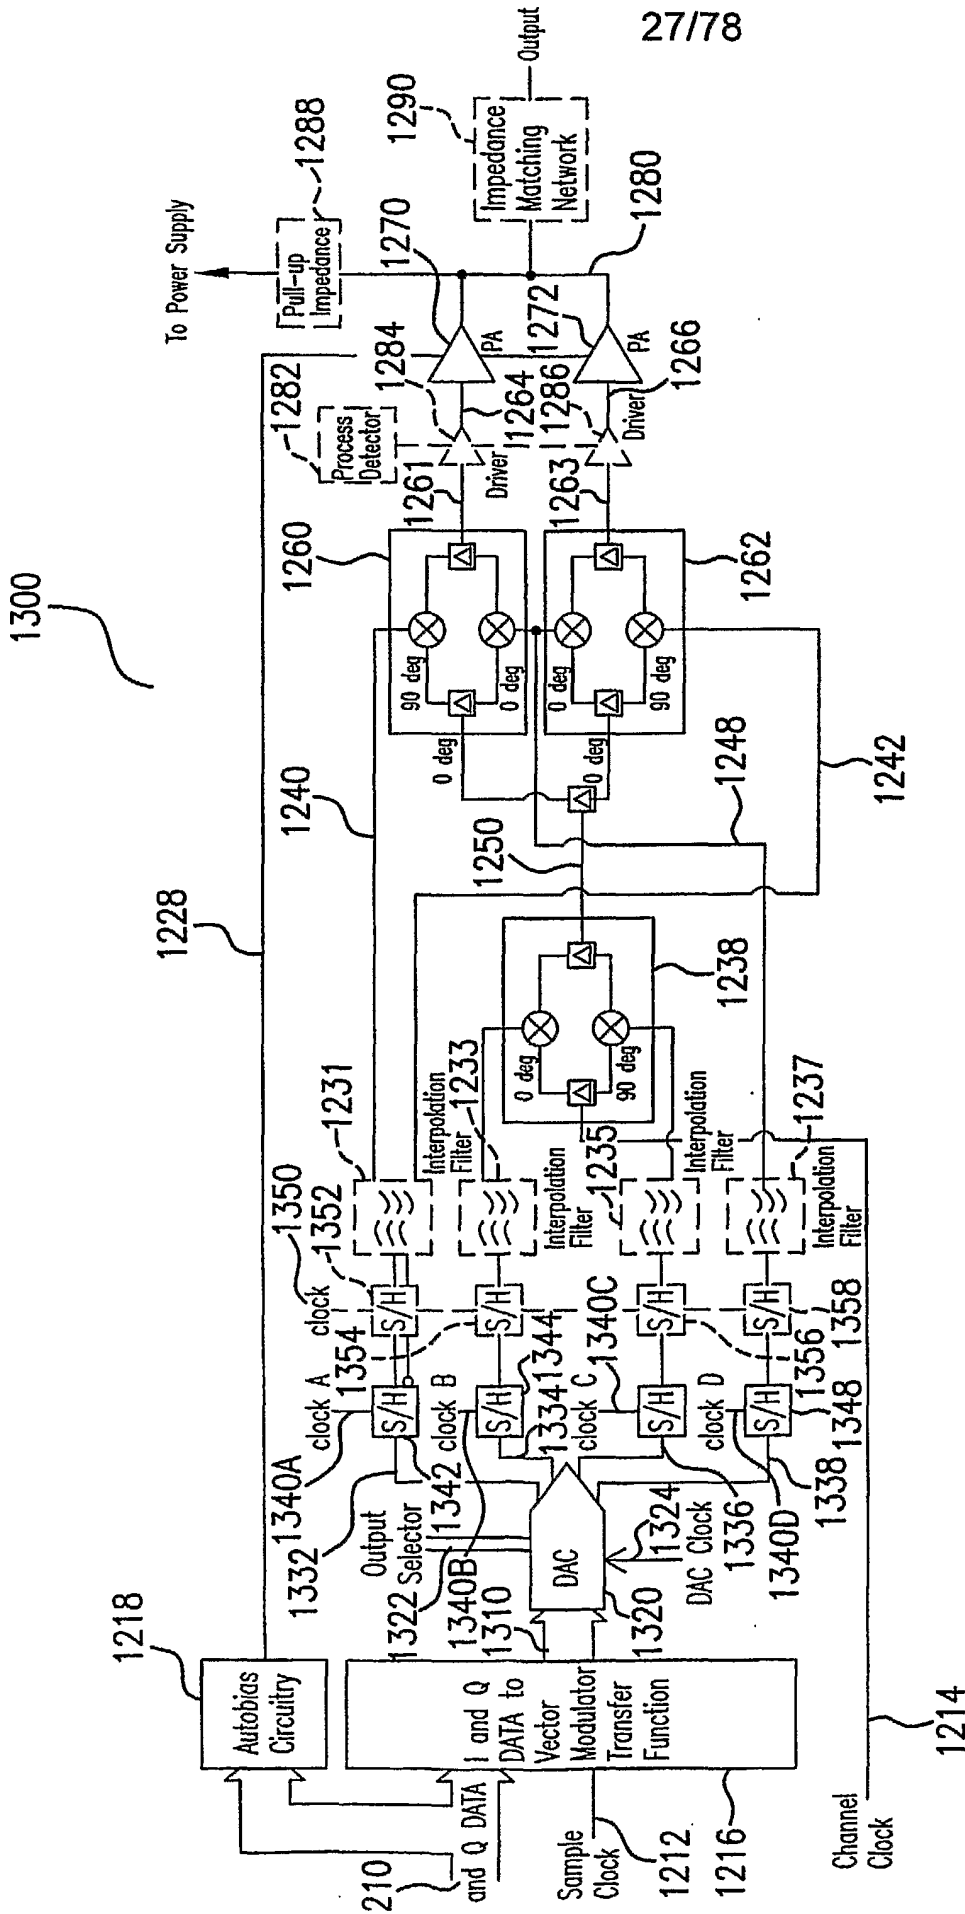 27/78
1300
1218
Autobias
Circuitry
1228
210
and Q DATA
Sample
Clock
1212
1216
I and Q
DATA to
Vector
Modulator
Transfer
Function
Channel
Clock
1214
1310
1320
DAC
Output
Selector
1322
DAC Clock
1324
1332
1334
1336
1338
clock A
1340A
S/H
1342
clock B
1340B
S/H
1344
clock C
1340C
S/H
clock D
1340D
S/H
1348
clock
1350
S/H
1352
S/H
1354
S/H
1356
S/H
1358
1231
Interpolation
Filter
1233
Interpolation
Filter
1235
Interpolation
Filter
1237
Interpolation
Filter
1238
0 deg
90 deg
1240
1250
1248
1242
0 deg
0 deg
1260
90 deg
0 deg
1262
0 deg
90 deg
1261
1263
Process
Detector
1282
Driver
1284
Driver
1286
1264
1266
PA
1270
PA
1272
1280
Pull-up
Impedance
1288
To Power Supply
Impedance
Matching
Network
1290
Output